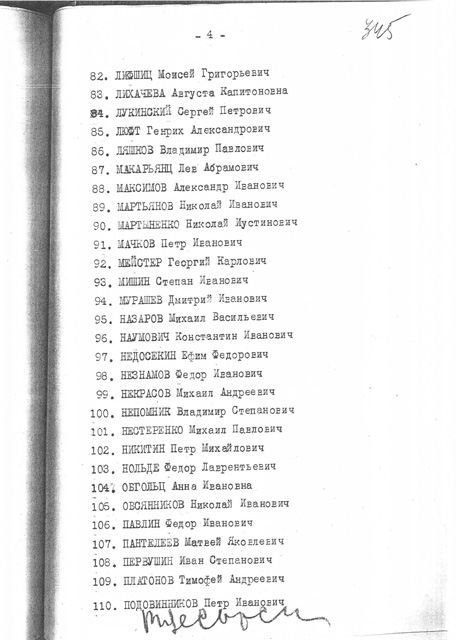 - 4 -
345
82. ЛИФШИЦ Моисей Григорьевич
83. ЛИХАЧЕВА Августа Капитоновна
84. ЛУКИНСКИЙ Сергей Петрович
85. ЛЮФТ Генрих Александрович
86. ЛЯШКОВ Владимир Павлович
87. МАКАРЬЯНЦ Лев Абрамович
88. МАКСИМОВ Александр Иванович
89. МАРТЬЯНОВ Николай Иванович
90. МАРТЫНЕНКО Николай Иустинович
91. МАЧКОВ Петр Иванович
92. МЕЙСТЕР Георгий Карлович
93. МИШИН Степан Иванович
94. МУРАШЕВ Дмитрий Иванович
95. НАЗАРОВ Михаил Васильевич
96. НАУМОВИЧ Константин Иванович
97. НЕДОСЕКИН Ефим Федорович
98. НЕЗНАМОВ Федор Иванович
99. НЕКРАСОВ Михаил Андреевич
100. НЕПОМНИК Владимир Степанович
101. НЕСТЕРЕНКО Михаил Павлович
102. НИКИТИН Петр Михайлович
103. НОЛЬДЕ Федор Лаврентьевич
104. ОБГОЛЬЦ Анна Ивановна
105. ОВСЯННИКОВ Николай Иванович
106. ПАВЛИН Федор Иванович
107. ПАНТЕЛЕЕВ Матвей Яковлевич
108. ПЕРВУШИН Иван Степанович
109. ПЛАТОНОВ Тимофей Андреевич
110. ПОДОВИННИКОВ Петр Иванович